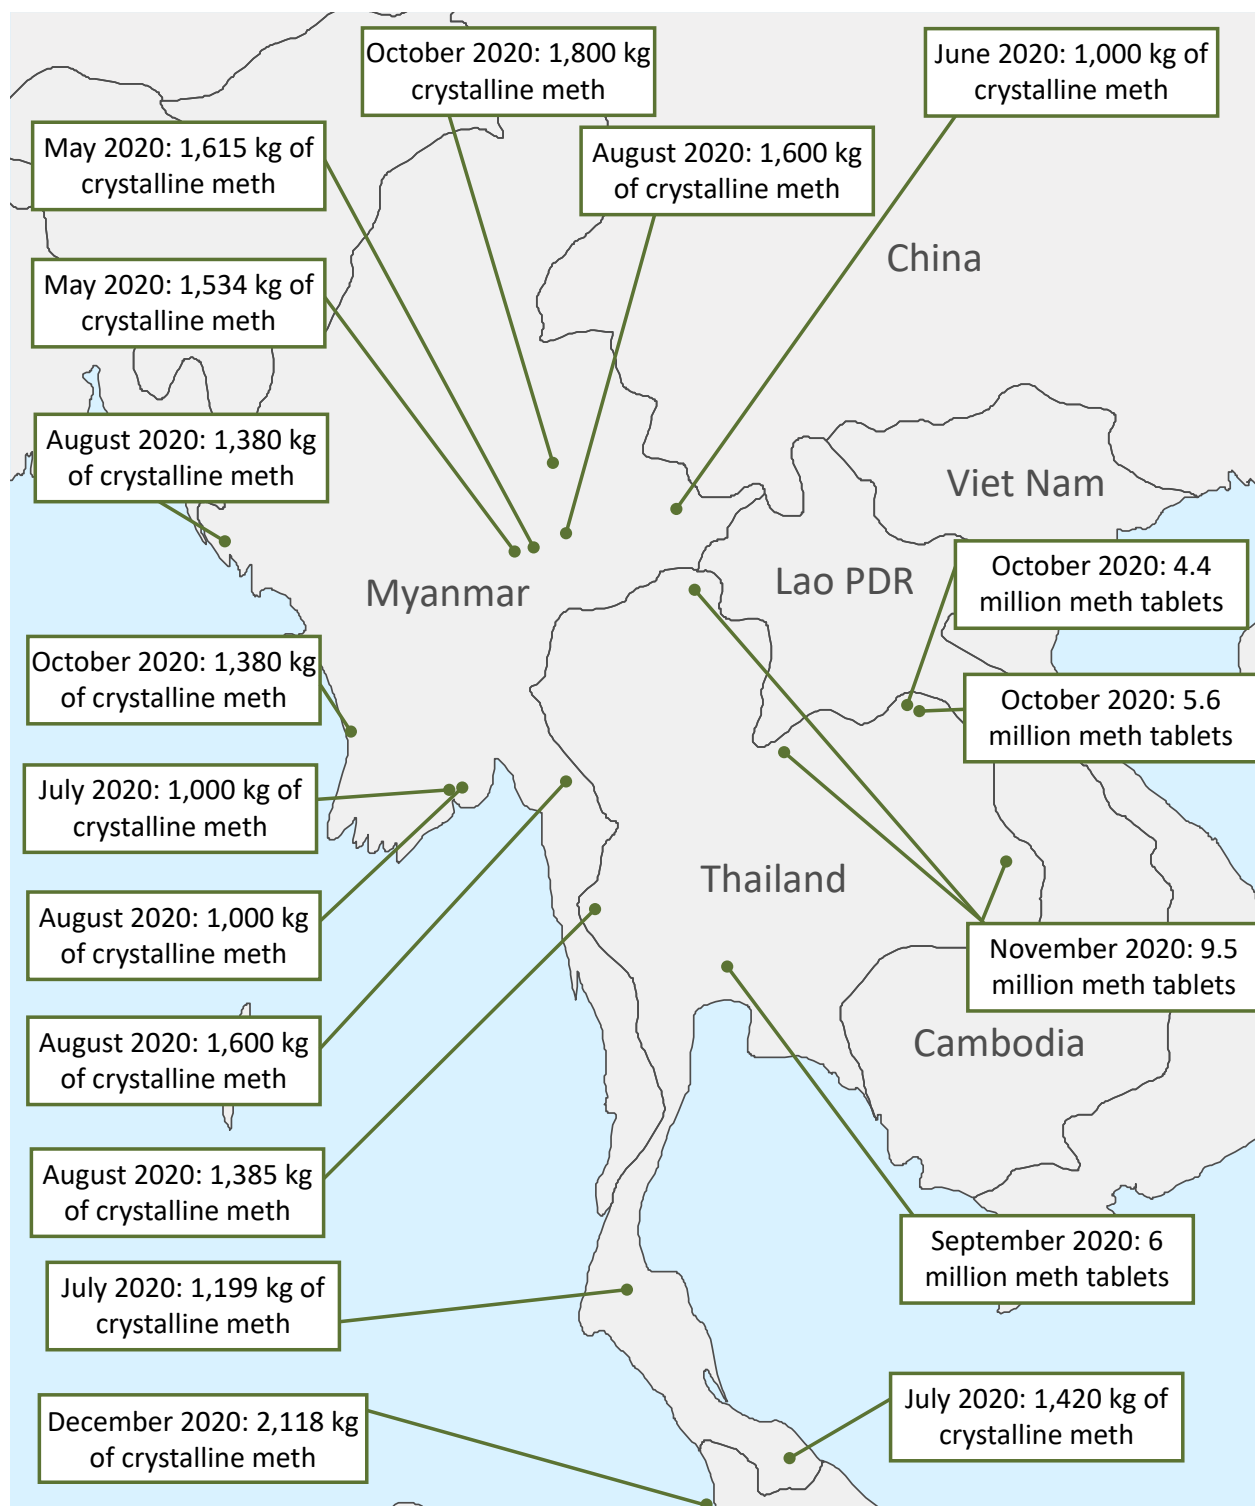 October 2020: 1,800 kg
crystalline meth
June 2020: 1,000 kg of
crystalline meth
May 2020: 1,615 kg of
crystalline meth
August 2020: 1,600 kg
of crystalline meth
China
May 2020: 1,534 kg of
crystalline meth
August 2020: 1,380 kg
of crystalline meth
Viet Nam
Myanmar
Lao PDR
October 2020: 4.4
million meth tablets
October 2020: 1,380 kg
of crystalline meth
October 2020: 5.6
million meth tablets
July 2020: 1,000 kg of
crystalline meth
Thailand
August 2020: 1,000 kg
of crystalline meth
November 2020: 9.5
million meth tablets
August 2020: 1,600 kg
of crystalline meth
Cambodia
August 2020: 1,385 kg
of crystalline meth
September 2020: 6
million meth tablets
July 2020: 1,199 kg of
crystalline meth
December 2020: 2,118 kg
of crystalline meth
July 2020: 1,420 kg of
crystalline meth